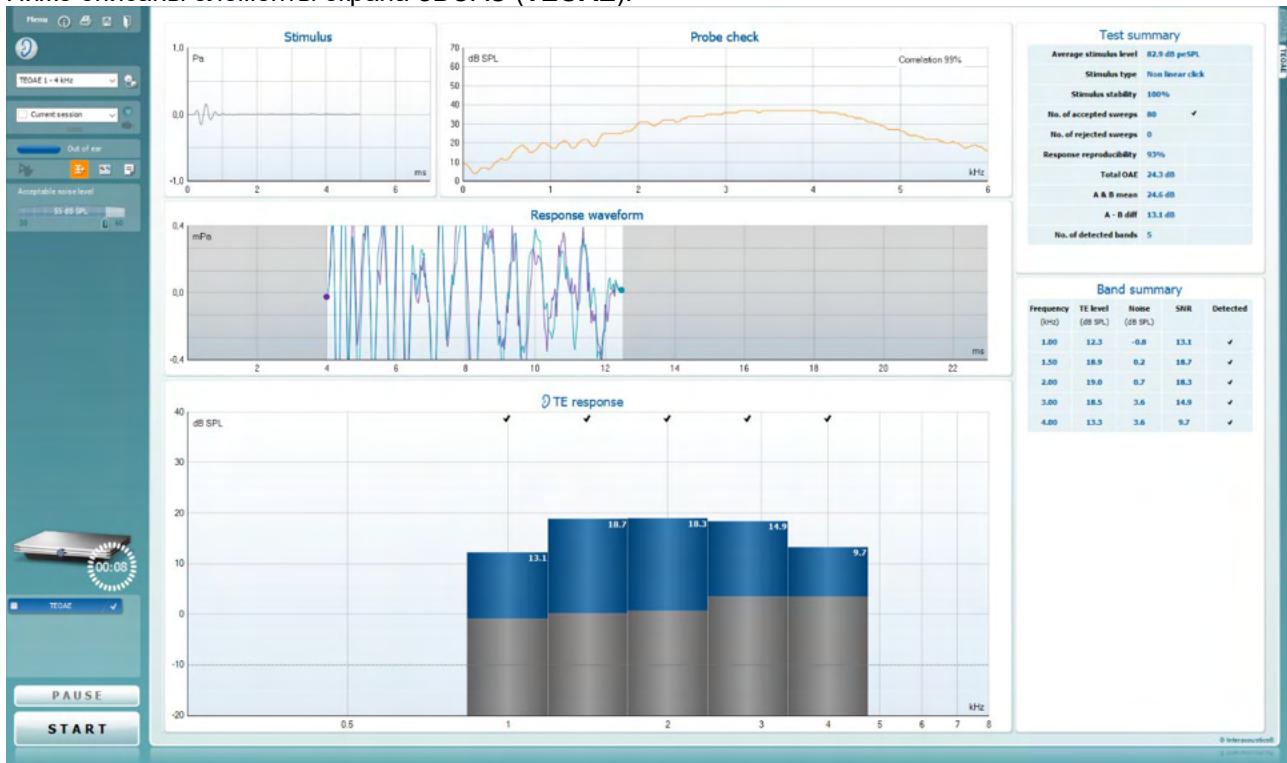 Menu
TEOAE 1 - 4 kHz
Current session
Out of ear
Acceptable noise level
55 dB SPL
30 60
00:08
TEOAE
PAUSE
START
Stimulus
1,0
Pa
0,0
-1,0
ms
0 2 4 6
Probe check
70
dB SPL
Correlation 99%
60
50
40
30
20
10
0
kHz
0 1 2 3 4 5 6
Response waveform
0,4
mPa
0,0
-0,4
ms
2 4 6 8 10 12 14 16 18 20 22
TE response
40
dB SPL
30
20
10
0
-10
-20
13.1 18.7 18.3 14.9 9.7
kHz
0.5 1 2 3 4 5 6 7 8
Test summary
Average stimulus level 82.9 dB peSPL
Stimulus type Non linear click
Stimulus stability 100%
No. of accepted sweeps 80 ✔
No. of rejected sweeps 0
Response reproducibility 93%
Total OAE 24.3 dB
A & B mean 24.6 dB
A - B diff 13.1 dB
No. of detected bands 5
Band summary
Frequency TE level Noise SNR Detected
(kHz) (dB SPL) (dB SPL)
1.00 12.3 -0.8 13.1 ✔
1.50 18.9 0.2 18.7 ✔
2.00 19.0 0.7 18.3 ✔
3.00 18.5 3.6 14.9 ✔
4.00 13.3 3.6 9.7 ✔
TEOAE
© Interacoustics®